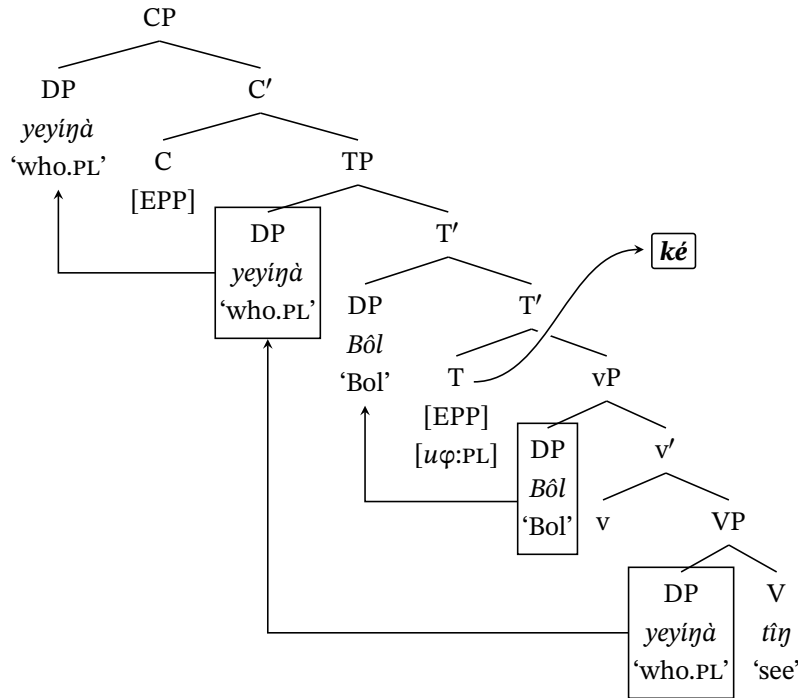 CP
DP C′
yeyíŋà
‘who.PL’ C TP
[EPP]
DP T′
yeyíŋà
‘who.PL’ DP T′
Bôl
‘Bol’ T vP
[EPP]
[uφ:PL] DP v′
Bôl
‘Bol’ v VP
DP V
yeyíŋà tîŋ
‘who.PL’ ‘see’
ké